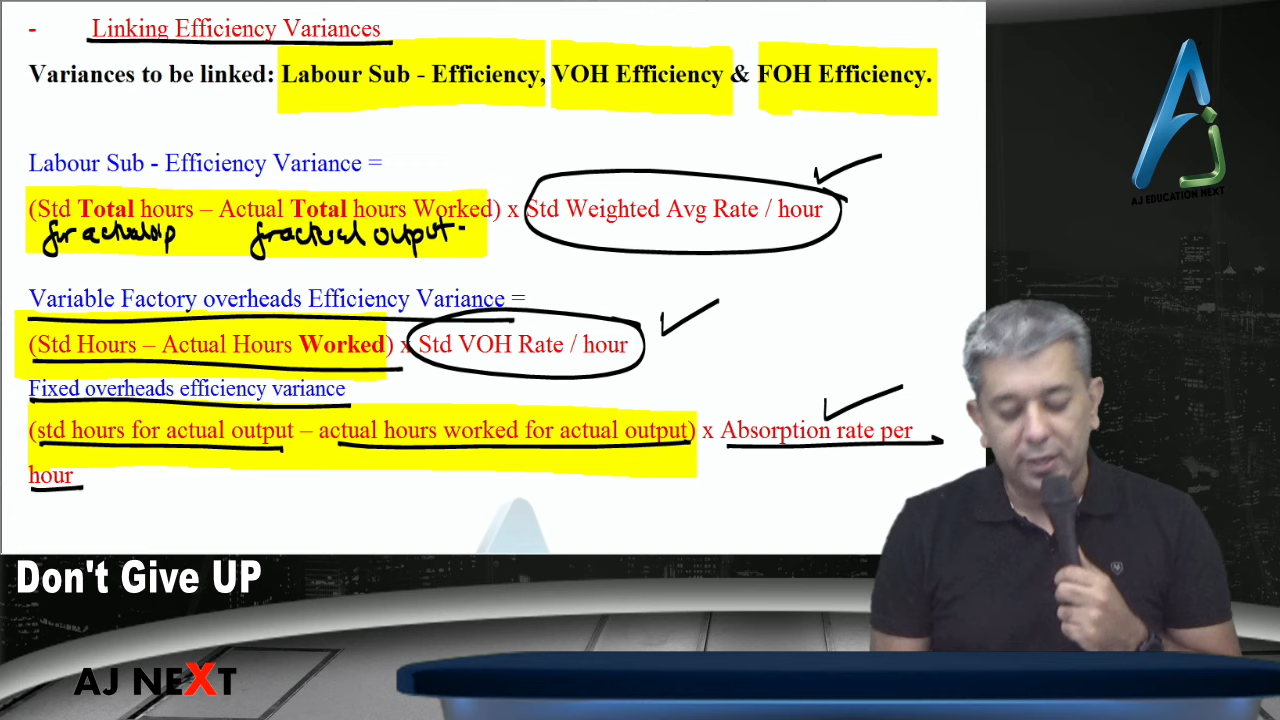 - Linking Efficiency Variances
Variances to be linked: Labour Sub - Efficiency, VOH Efficiency & FOH Efficiency.
Labour Sub - Efficiency Variance =
(Std Total hours – Actual Total hours Worked) x Std Weighted Avg Rate / hour
for actual o/p for actual output
Variable Factory overheads Efficiency Variance =
(Std Hours – Actual Hours Worked) x Std VOH Rate / hour
Fixed overheads efficiency variance
(std hours for actual output – actual hours worked for actual output) x Absorption rate per
hour
AJ EDUCATION NEXT
Don't Give UP
AJ NEXT